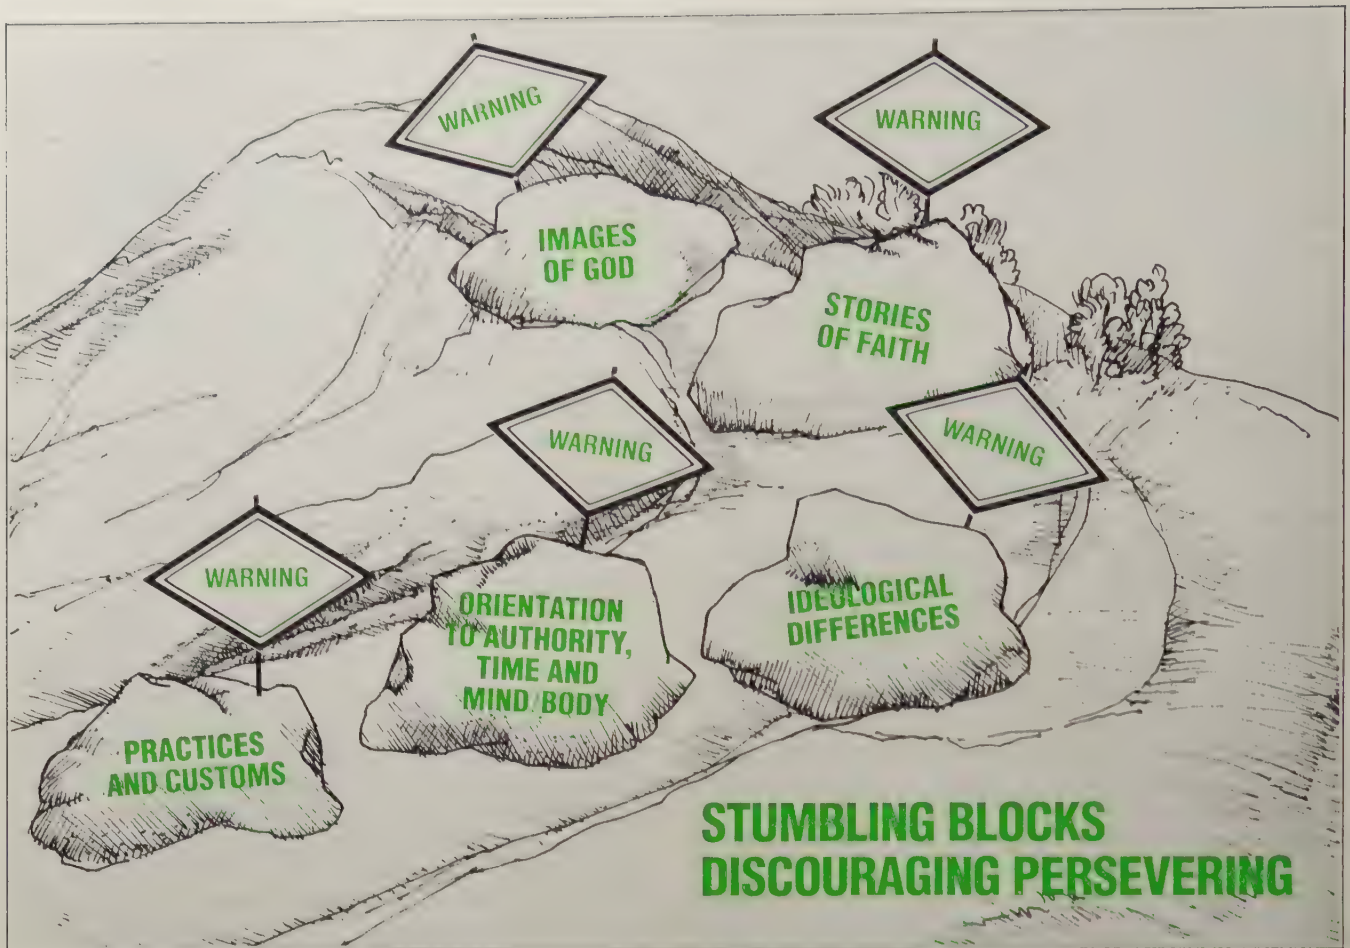 WARNING
WARNING
IMAGES
OF GOD
STORIES
OF FAITH
WARNING
WARNING
WARNING
ORIENTATION
TO AUTHORITY,
TIME AND
MIND/BODY
IDEOLOGICAL
DIFFERENCES
PRACTICES
AND CUSTOMS
STUMBLING BLOCKS
DISCOURAGING PERSEVERING